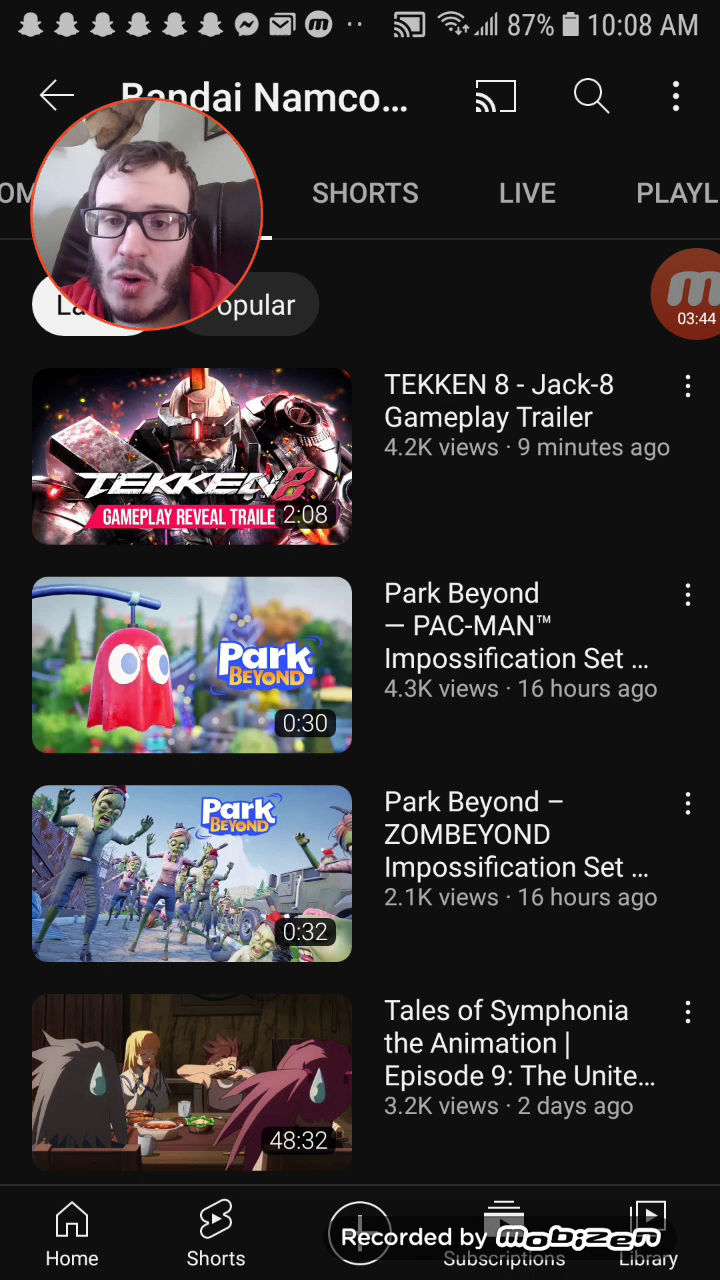 87% 10:08 AM
Bandai Namco...
OM SHORTS LIVE PLAYL
La opular
03:44
TEKKEN 8 - Jack-8
Gameplay Trailer
4.2K views · 9 minutes ago
TEKKEN 8
GAMEPLAY REVEAL TRAILE
2:08
Park Beyond
— PAC-MAN™
Impossification Set ...
4.3K views · 16 hours ago
Park
BEYOND
0:30
Park Beyond –
ZOMBEYOND
Impossification Set ...
2.1K views · 16 hours ago
Park
BEYOND
0:32
Tales of Symphonia
the Animation |
Episode 9: The Unite...
3.2K views · 2 days ago
48:32
Recorded by mobizen
Home Shorts Subscriptions Library